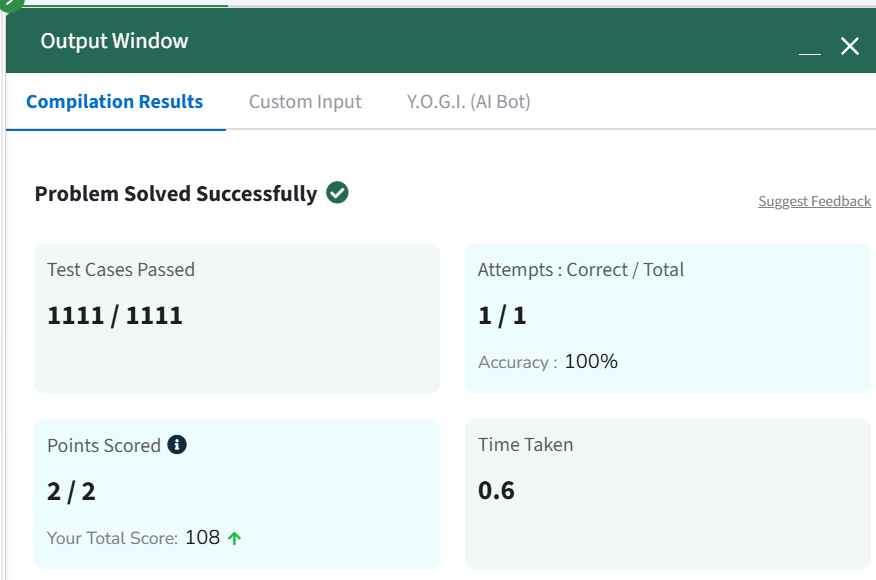 Output Window
Compilation Results
Custom Input
Y.O.G.I. (AI Bot)
Problem Solved Successfully
Suggest Feedback
Test Cases Passed
1111 / 1111
Attempts : Correct / Total
1 / 1
Accuracy : 100%
Points Scored
2 / 2
Your Total Score: 108
Time Taken
0.6